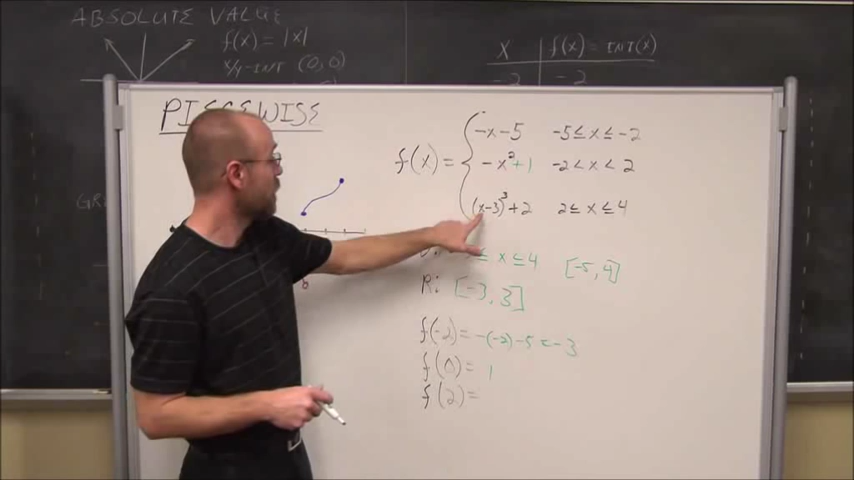 ABSOLUTE VALUE
f(x) = |x|
x/y-INT (0,0)
x f(x) = INT(x)
-2 -2
PIECEWISE
f(x) = { -x-5 -5 ≤ x ≤ -2
-x²+1 -2 < x < 2
(x-3)³+2 2 ≤ x ≤ 4
≤ x ≤ 4 [-5, 4]
R: [-3, 3]
f(-2) = -(-2)-5 = -3
f(0) = 1
f(2) =